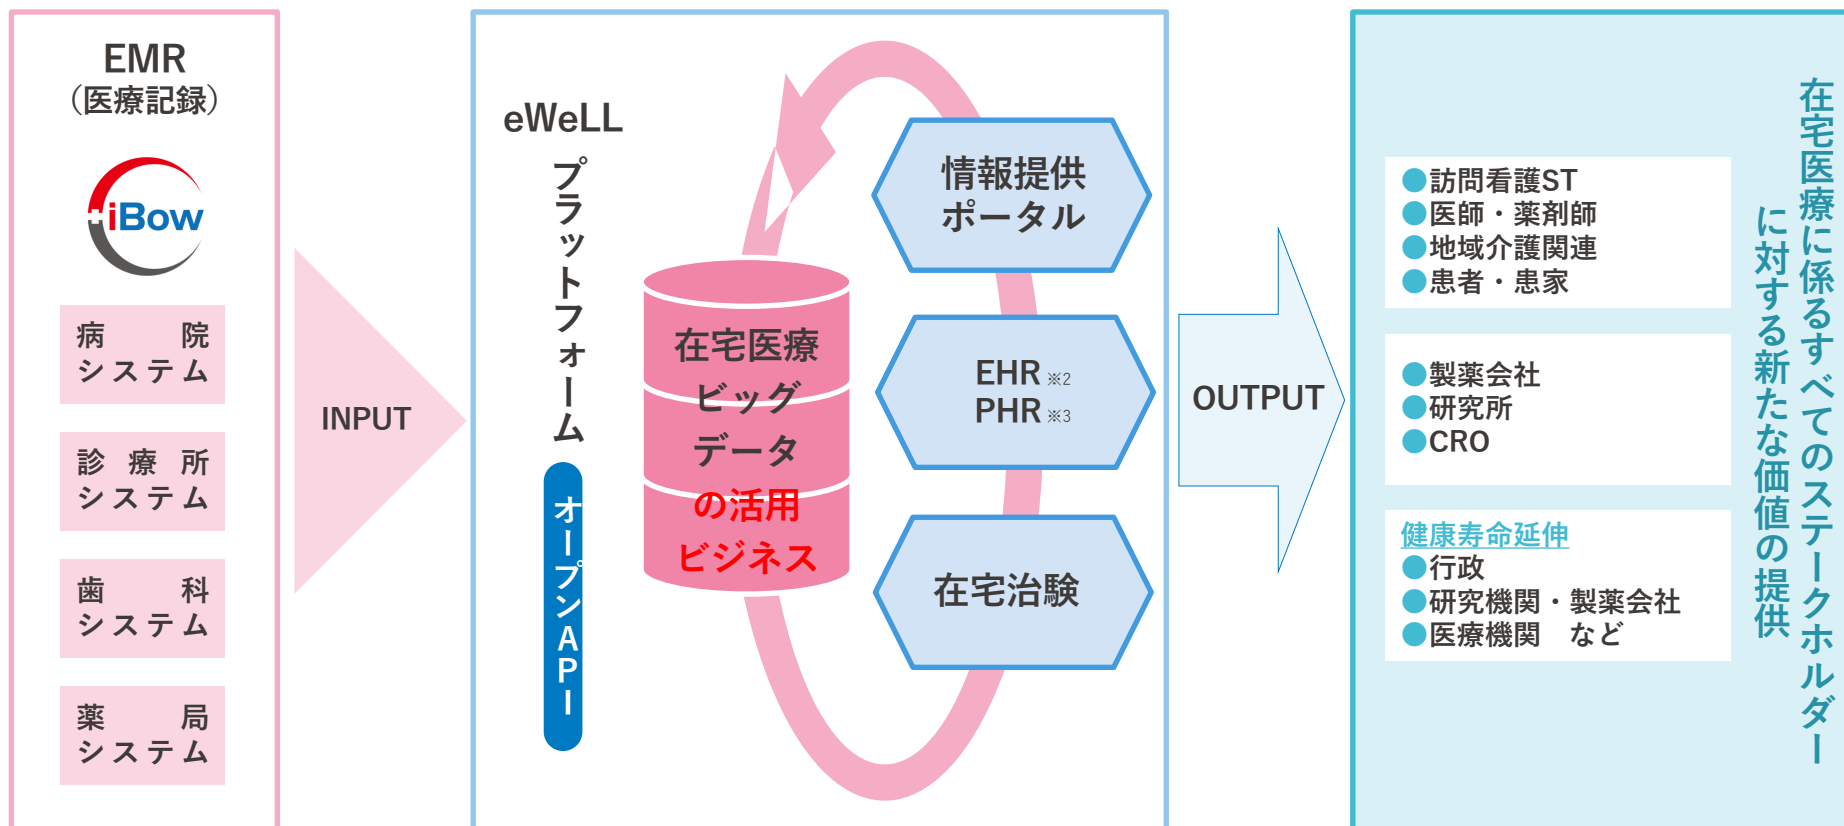 EMR
（医療記録）
iBow
病院
システム
診療所
システム
歯科
システム
薬局
システム
INPUT
eWeLL
プラットフォーム
オープンAPI
在宅医療
ビッグ
データ
の活用
ビジネス
情報提供
ポータル
EHR ※2
PHR ※3
在宅治験
OUTPUT
●訪問看護ST
●医師・薬剤師
●地域介護関連
●患者・患家
●製薬会社
●研究所
●CRO
健康寿命延伸
●行政
●研究機関・製薬会社
●医療機関　など
在宅医療に係るすべてのステークホルダー
に対する新たな価値の提供